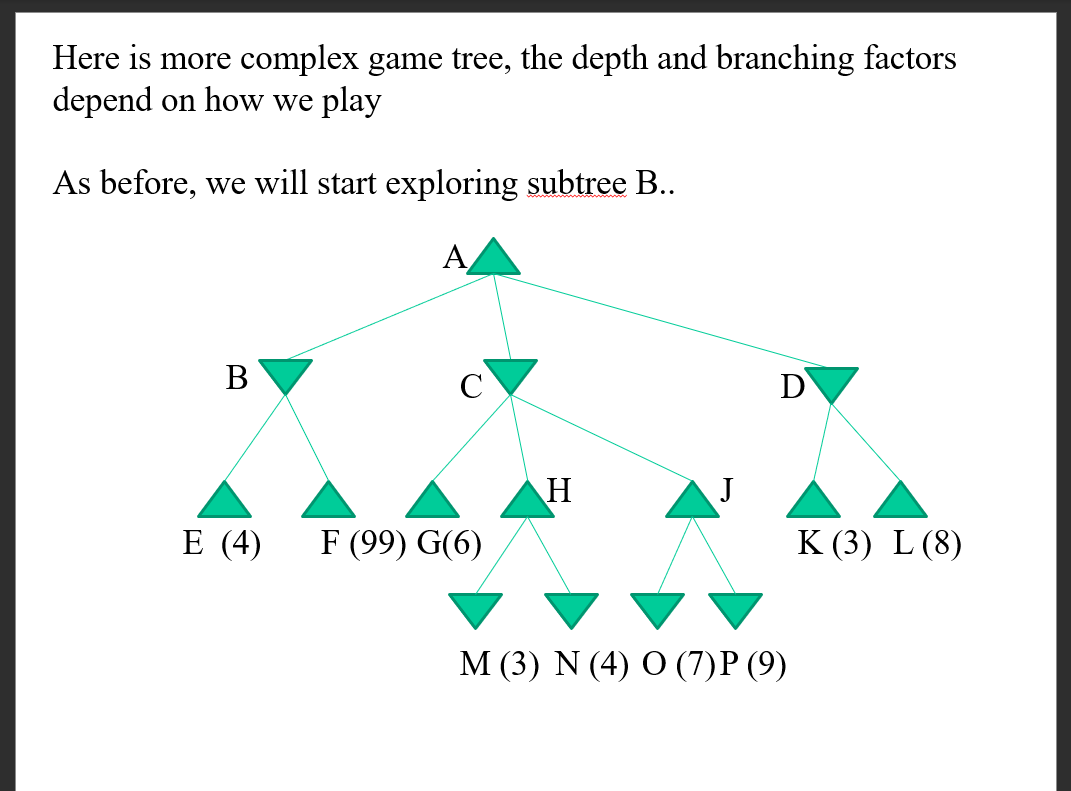 Here is more complex game tree, the depth and branching factors
depend on how we play
As before, we will start exploring subtree B..
A
B
C
D
H
J
E (4)
F (99)
G(6)
K (3)
L (8)
M (3)
N (4)
O (7)
P (9)